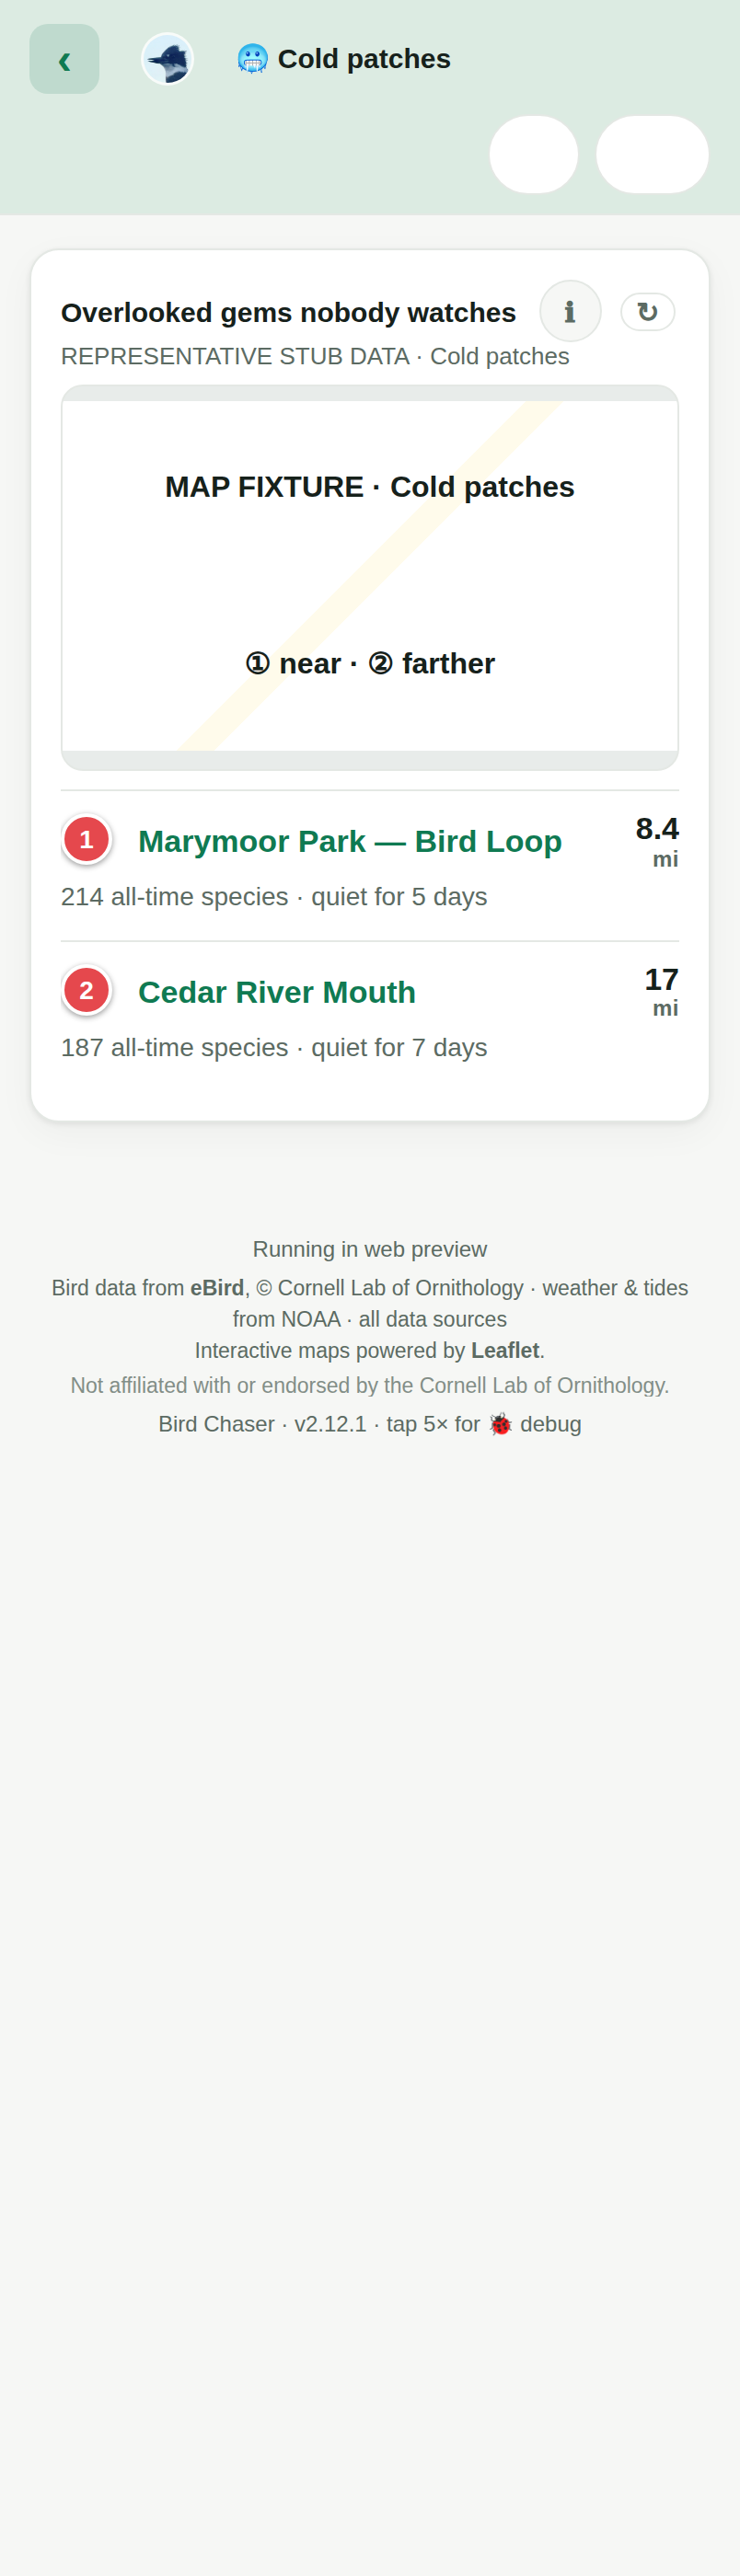 ‹ 🥶 Cold patches
Overlooked gems nobody watches ℹ ↻
REPRESENTATIVE STUB DATA · Cold patches
MAP FIXTURE · Cold patches
① near · ② farther
1 Marymoor Park — Bird Loop 8.4 mi
214 all-time species · quiet for 5 days
2 Cedar River Mouth 17 mi
187 all-time species · quiet for 7 days
Running in web preview
Bird data from eBird, © Cornell Lab of Ornithology · weather & tides
from NOAA · all data sources
Interactive maps powered by Leaflet.
Not affiliated with or endorsed by the Cornell Lab of Ornithology.
Bird Chaser · v2.12.1 · tap 5× for 🐞 debug